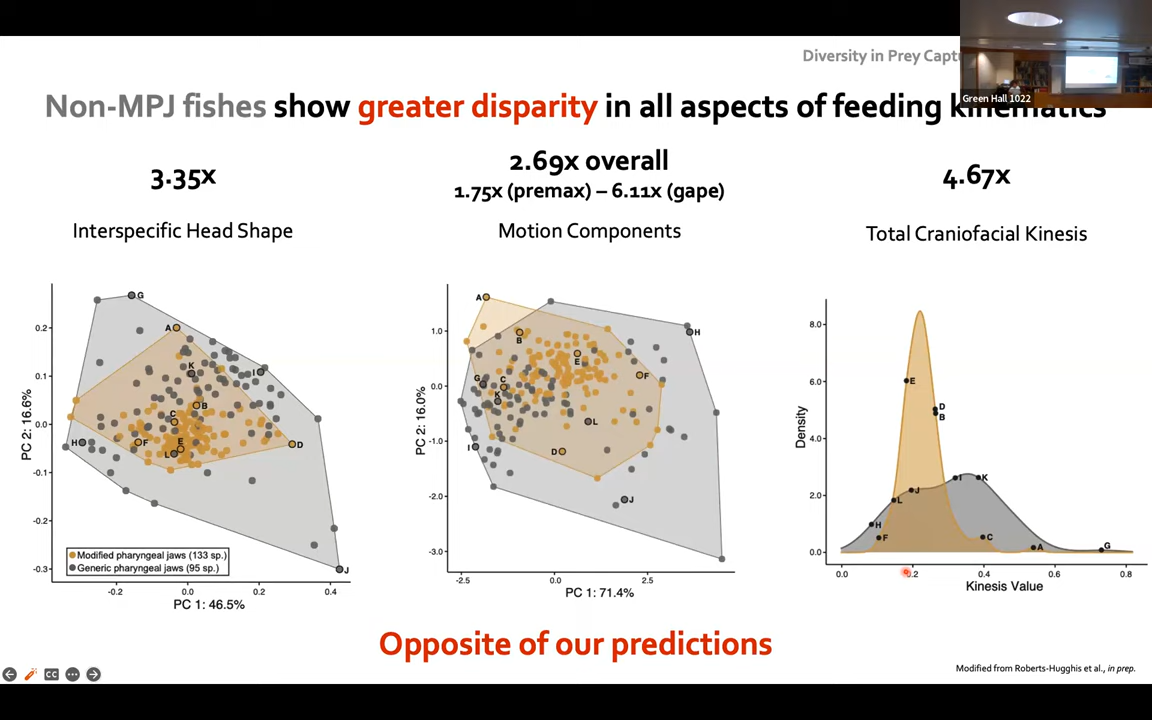 Diversity in Prey Captu
Green Hall 1022
Non-MPJ fishes show greater disparity in all aspects of feeding kinematics
3.35x
Interspecific Head Shape
2.69x overall
1.75x (premax) – 6.11x (gape)
Motion Components
4.67x
Total Craniofacial Kinesis
PC 2: 16.6%
0.2
0.1
0.0
-0.1
-0.2
-0.3
G
A
K
I
B
C
H
F
E
L
D
J
Modified pharyngeal jaws (133 sp.)
Generic pharyngeal jaws (95 sp.)
-0.2
0.0
0.2
0.4
PC 1: 46.5%
PC 2: 16.0%
1.0
0.0
-1.0
-2.0
-3.0
A
H
B
E
G
C
F
K
L
I
D
J
-2.5
0.0
2.5
PC 1: 71.4%
Density
8.0
6.0
4.0
2.0
0.0
E
D
B
I
K
J
L
H
F
C
A
G
0.0
0.2
0.4
0.6
0.8
Kinesis Value
Opposite of our predictions
Modified from Roberts-Hugghis et al., in prep.
CC